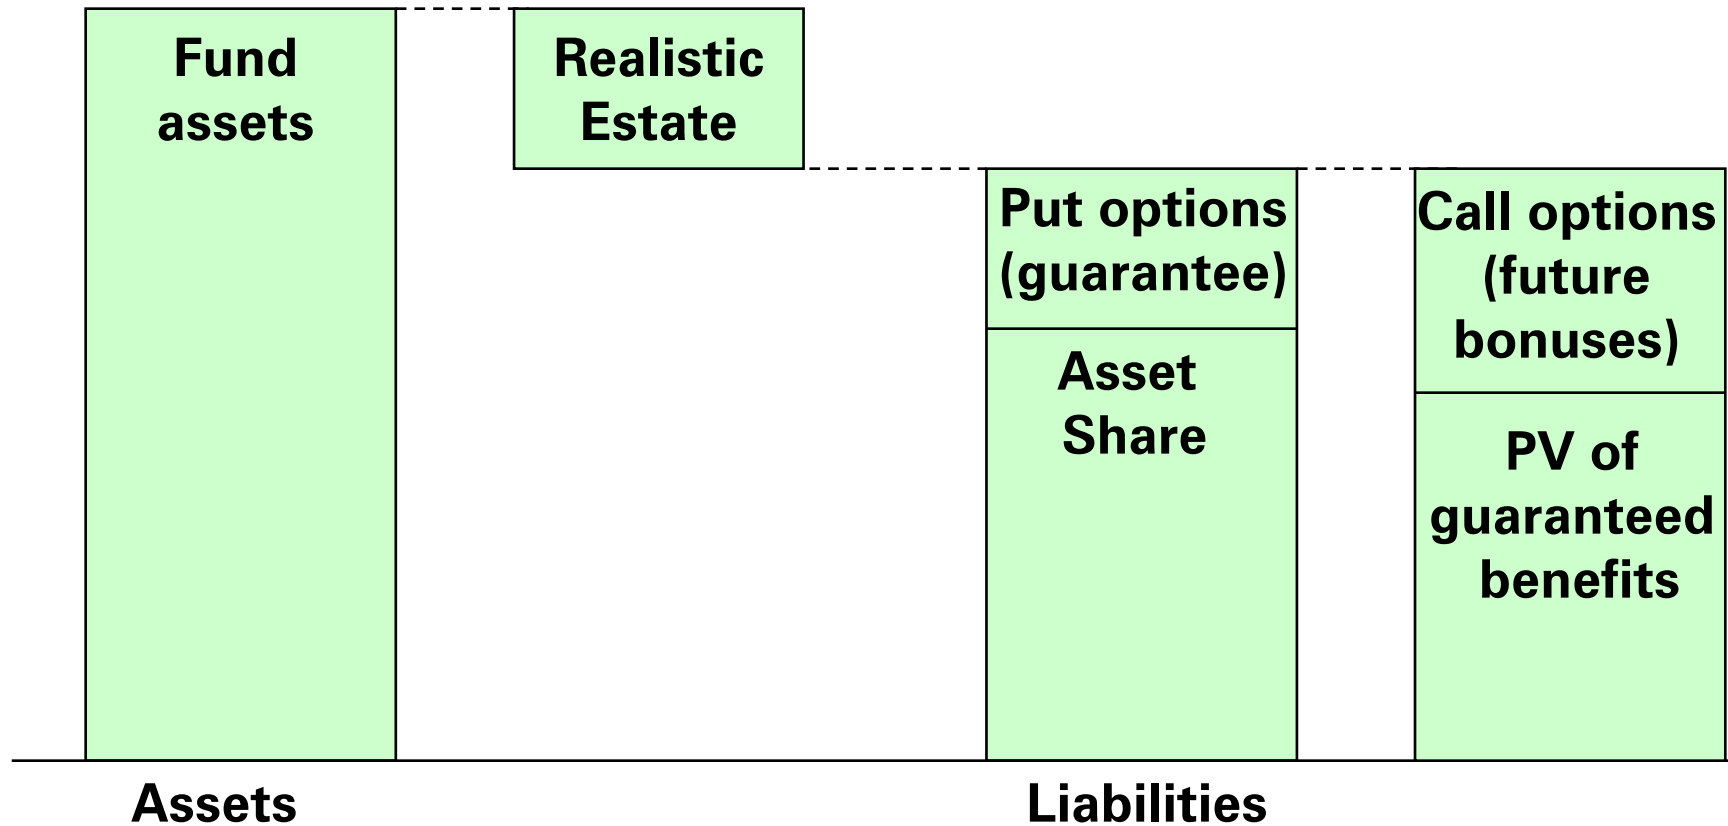 Fund
assets
Realistic
Estate
Put options
(guarantee)
Asset
Share
Call options
(future
bonuses)
PV of
guaranteed
benefits
Assets
Liabilities